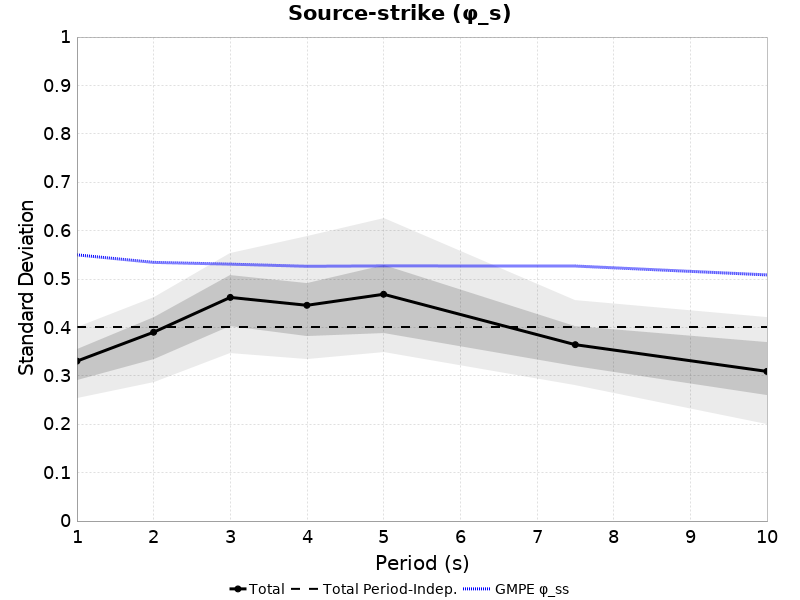 Source-strike (φ_s)
1
0.9
0.8
0.7
0.6
0.5
0.4
0.3
0.2
0.1
0
Standard Deviation
1 2 3 4 5 6 7 8 9 10
Period (s)
Total Total Period-Indep. GMPE φ_ss